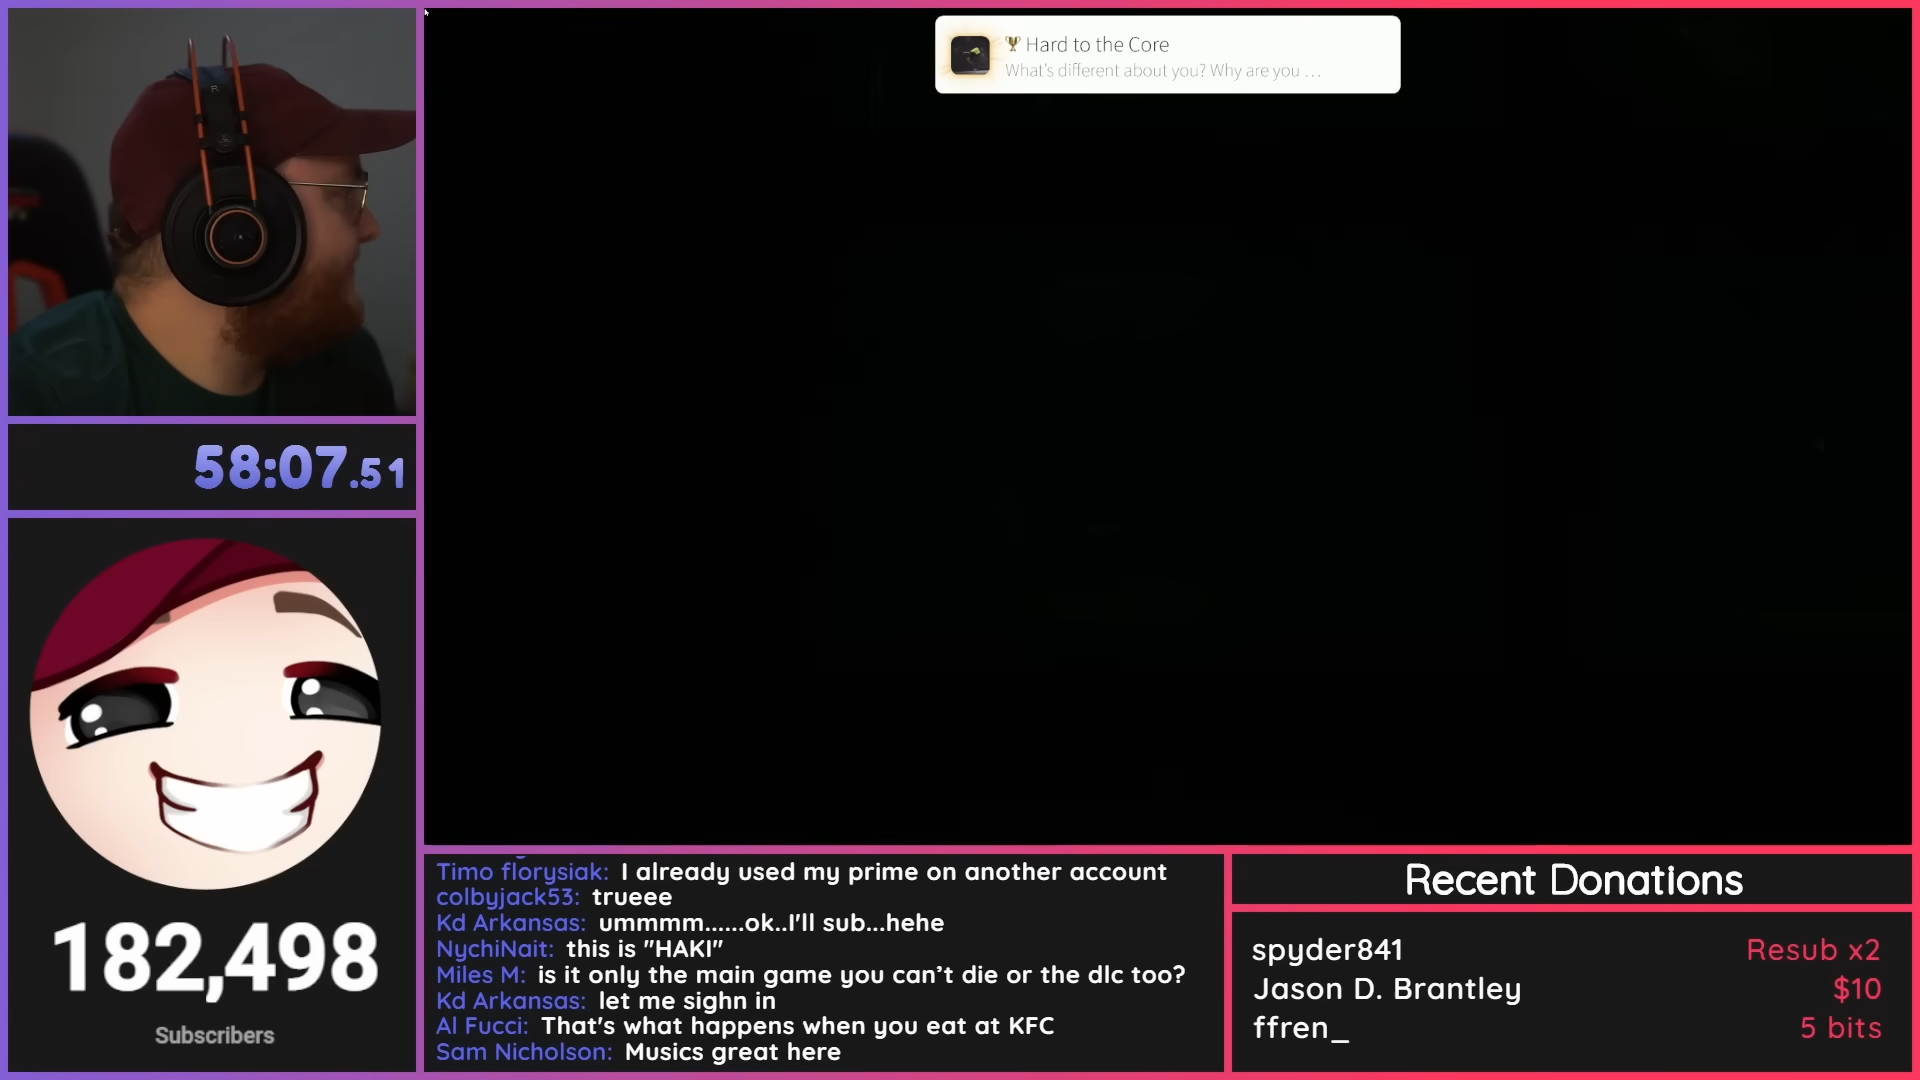 Hard to the Core
What's different about you? Why are you ...
R
58:07.51
182,498
Subscribers
Timo florysiak: I already used my prime on another account
colbyjack53: trueee
Kd Arkansas: ummmm......ok..I'll sub...hehe
NychiNait: this is "HAKI"
Miles M: is it only the main game you can't die or the dlc too?
Kd Arkansas: let me sighn in
Al Fucci: That's what happens when you eat at KFC
Sam Nicholson: Musics great here
Recent Donations
spyder841 Resub x2
Jason D. Brantley $10
ffren_ 5 bits